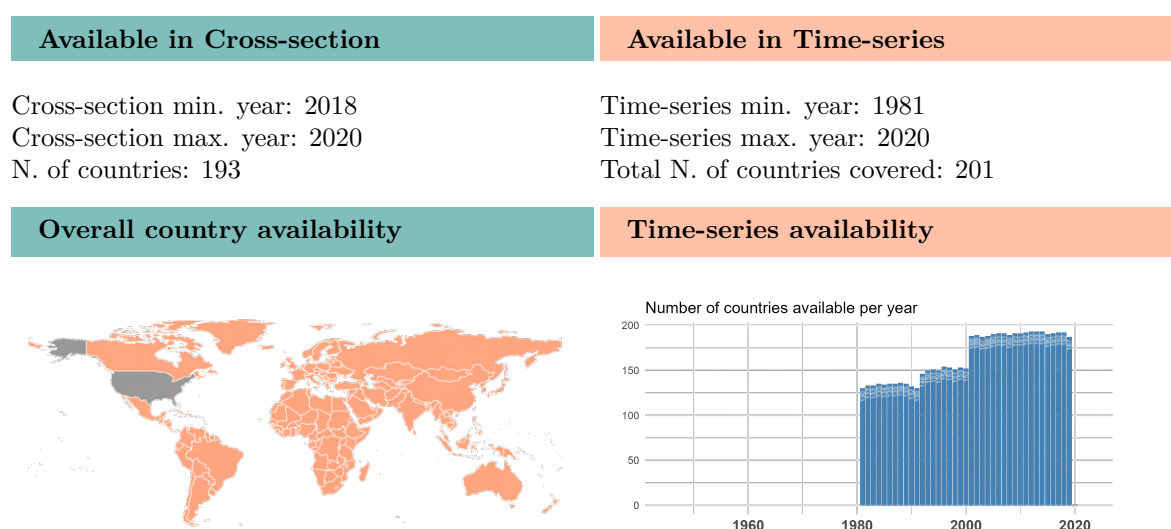 Available in Cross-section
Available in Time-series
Cross-section min. year: 2018
Cross-section max. year: 2020
N. of countries: 193
Time-series min. year: 1981
Time-series max. year: 2020
Total N. of countries covered: 201
Overall country availability
Time-series availability
Number of countries available per year
200
150
100
50
0
1960
1980
2000
2020